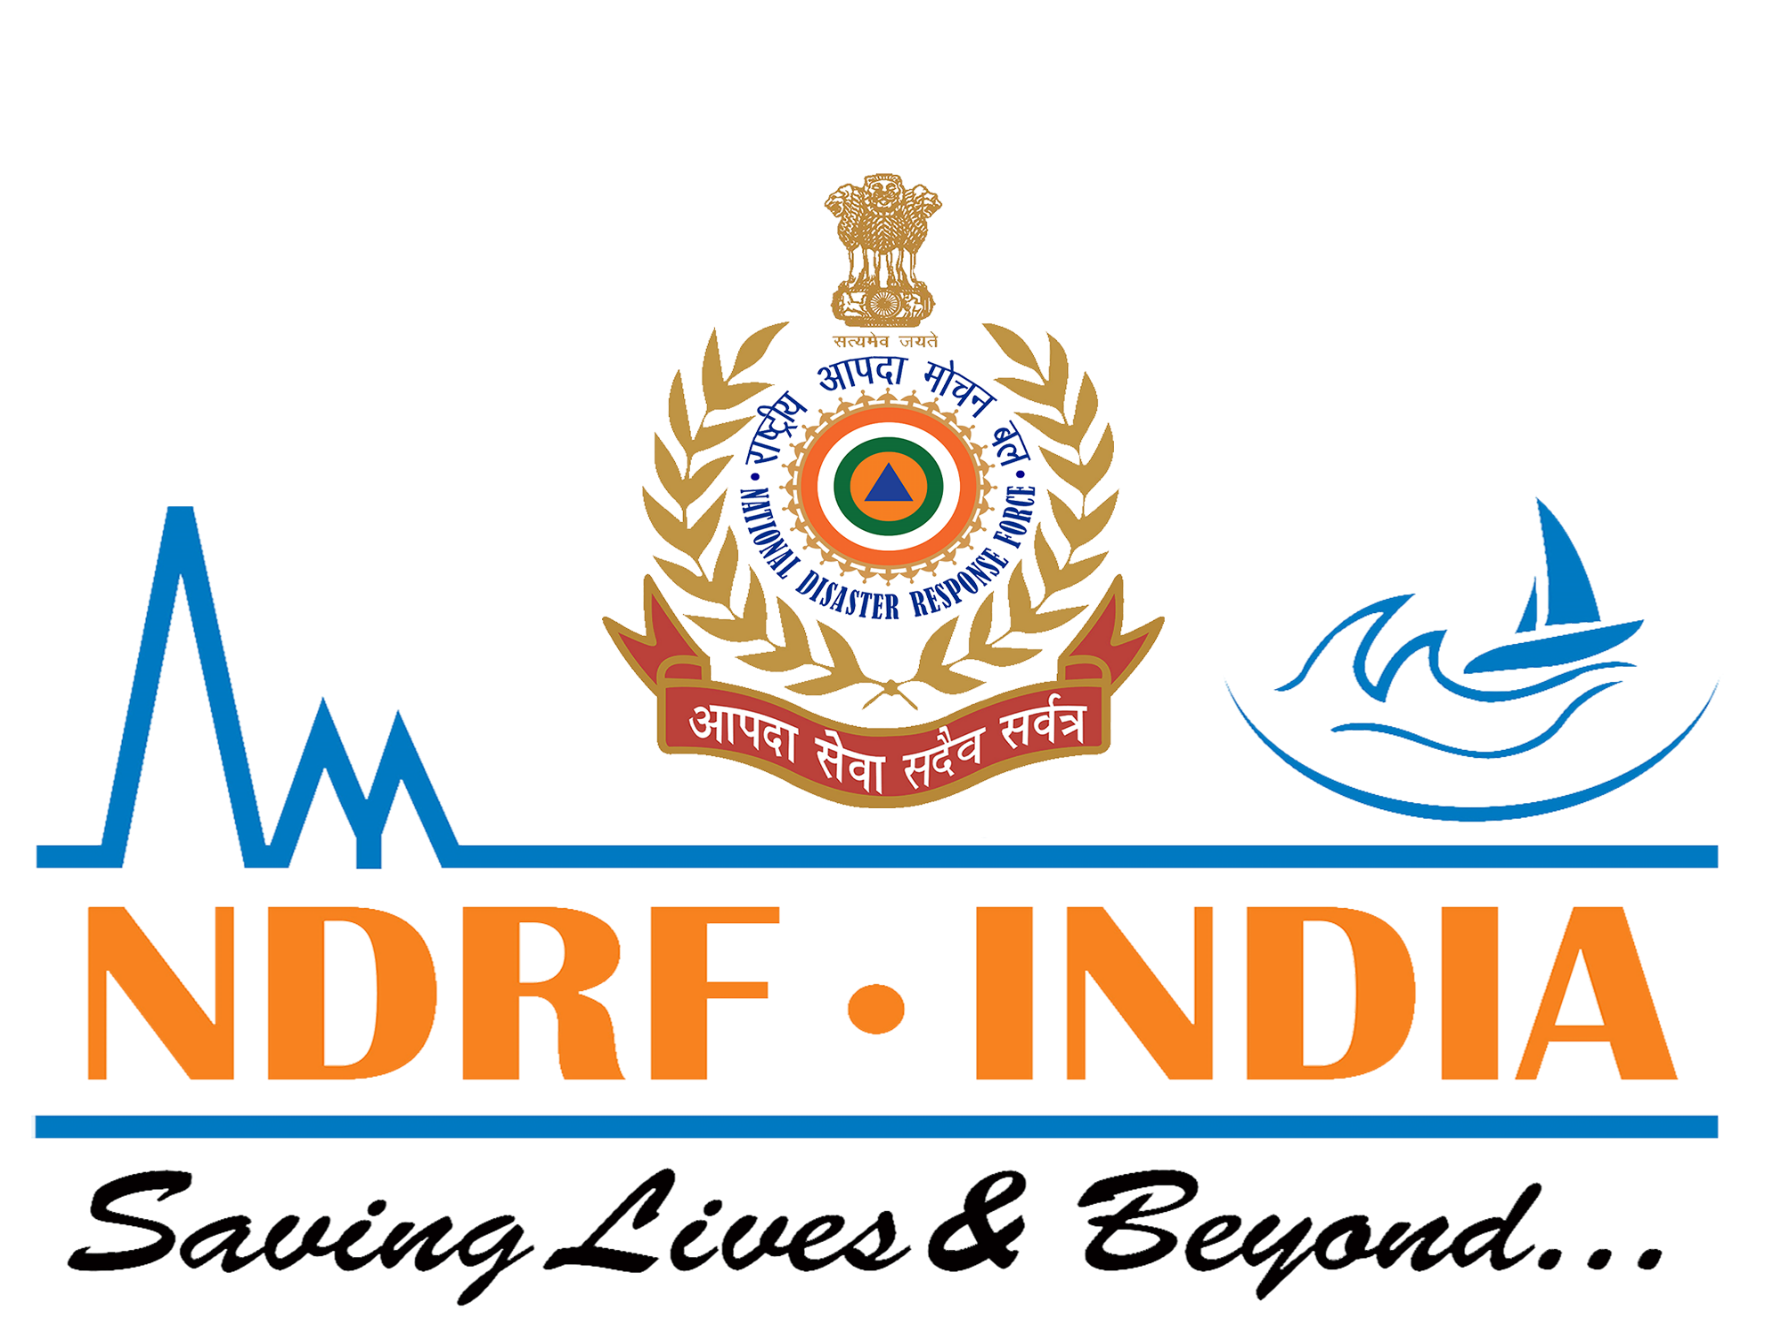 सत्यमेव जयते
राष्ट्रीय आपदा मोचन बल
NATIONAL DISASTER RESPONSE FORCE
आपदा सेवा सदैव सर्वत्र
NDRF • INDIA
Saving Lives & Beyond...